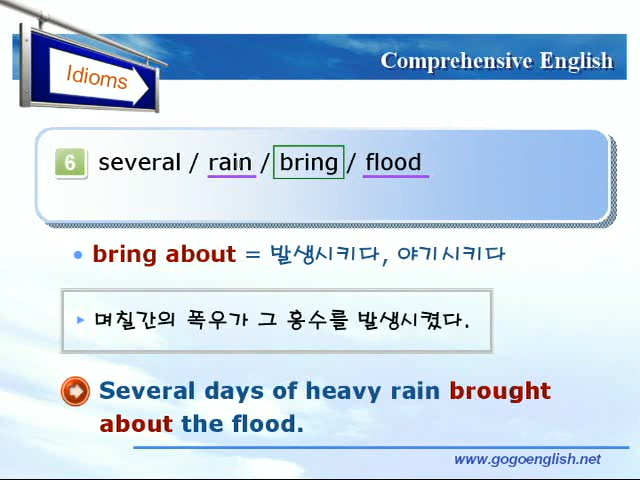 Comprehensive English
Idioms
6 several / rain / bring / flood
• bring about = 발생시키다, 야기시키다
며칠간의 폭우가 그 홍수를 발생시켰다.
Several days of heavy rain brought
about the flood.
www.gogoenglish.net